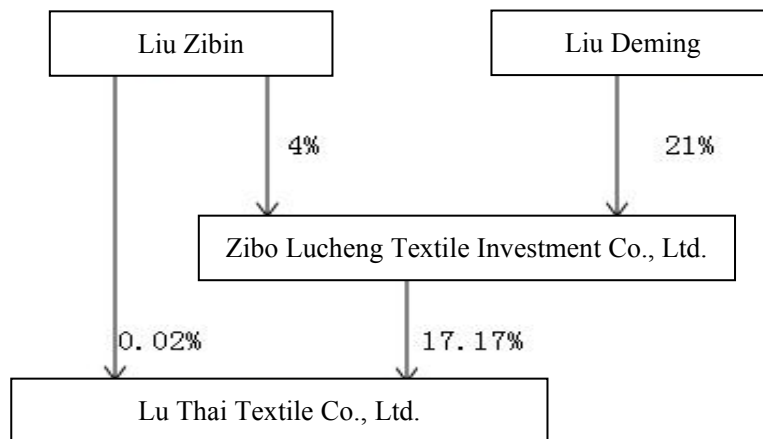 Liu Zibin
Liu Deming
4%
21%
Zibo Lucheng Textile Investment Co., Ltd.
0.02%
17.17%
Lu Thai Textile Co., Ltd.